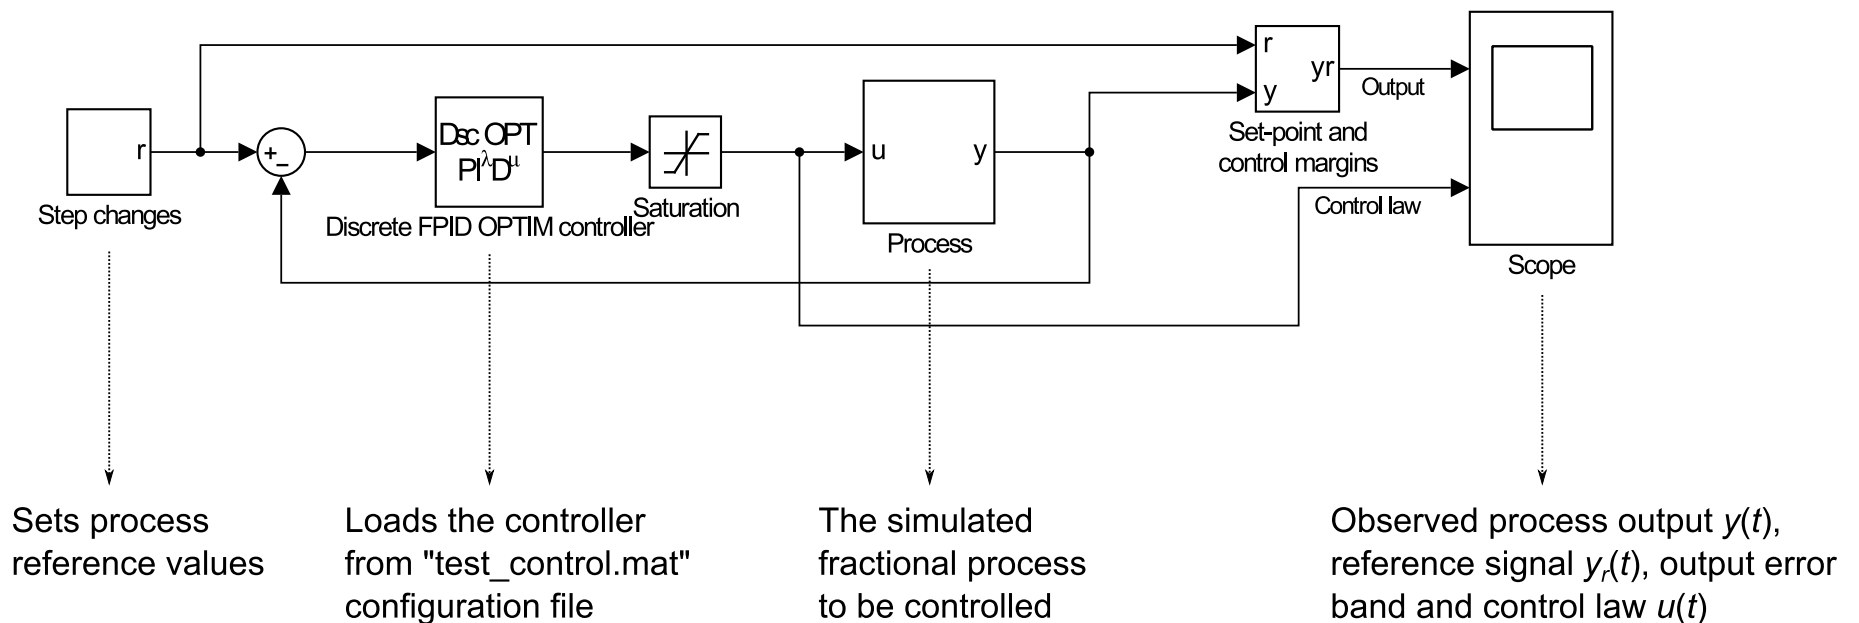 r
yr
y
Output
Set-point and
control margins
r
Step changes
+
−
Dsc OPT
PI^λD^μ
Discrete FPID OPTIM controller
Saturation
u
y
Process
Control law
Scope
Sets process
reference values
Loads the controller
from "test_control.mat"
configuration file
The simulated
fractional process
to be controlled
Observed process output y(t),
reference signal yr(t), output error
band and control law u(t)